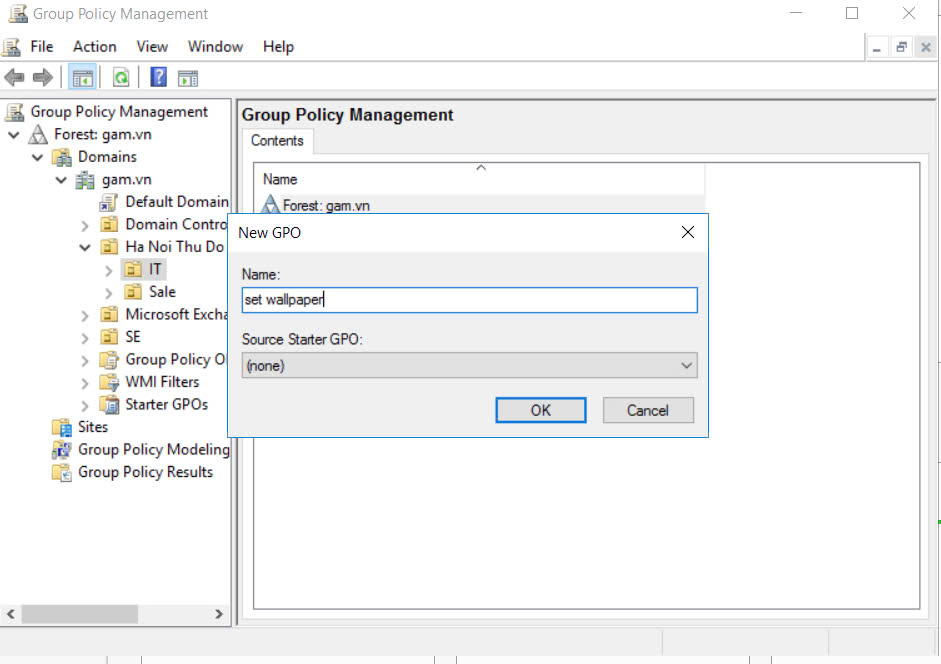 Group Policy Management
File Action View Window Help
Group Policy Management
Forest: gam.vn
Domains
gam.vn
Default Domain
Domain Contro
Ha Noi Thu Do
IT
Sale
Microsoft Excha
SE
Group Policy O
WMI Filters
Starter GPOs
Sites
Group Policy Modeling
Group Policy Results
Group Policy Management
Contents
Name
Forest: gam.vn
New GPO
Name:
set wallpaper
Source Starter GPO:
(none)
OK Cancel